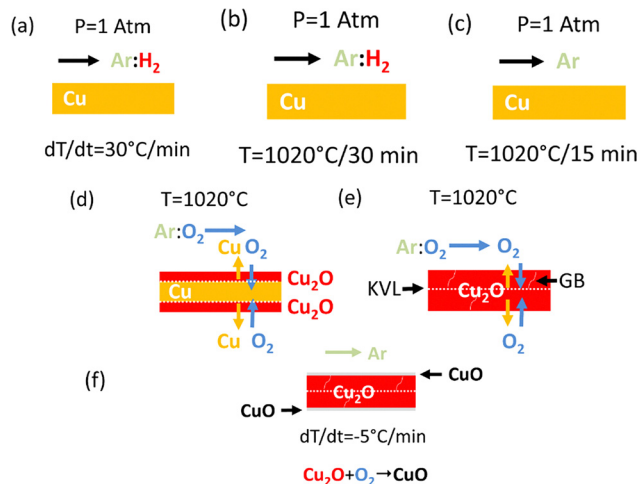 (a)
P=1 Atm
Ar:H₂
Cu
dT/dt=30°C/min
(b)
P=1 Atm
Ar:H₂
Cu
T=1020°C/30 min
(c)
P=1 Atm
Ar
Cu
T=1020°C/15 min
(d)
T=1020°C
Ar:O₂
Cu O₂
Cu₂O
Cu
Cu₂O
Cu O₂
(e)
T=1020°C
Ar:O₂ O₂
GB
KVL
Cu₂O
O₂
(f)
Ar
CuO
Cu₂O
CuO
dT/dt=-5°C/min
Cu₂O+O₂→CuO